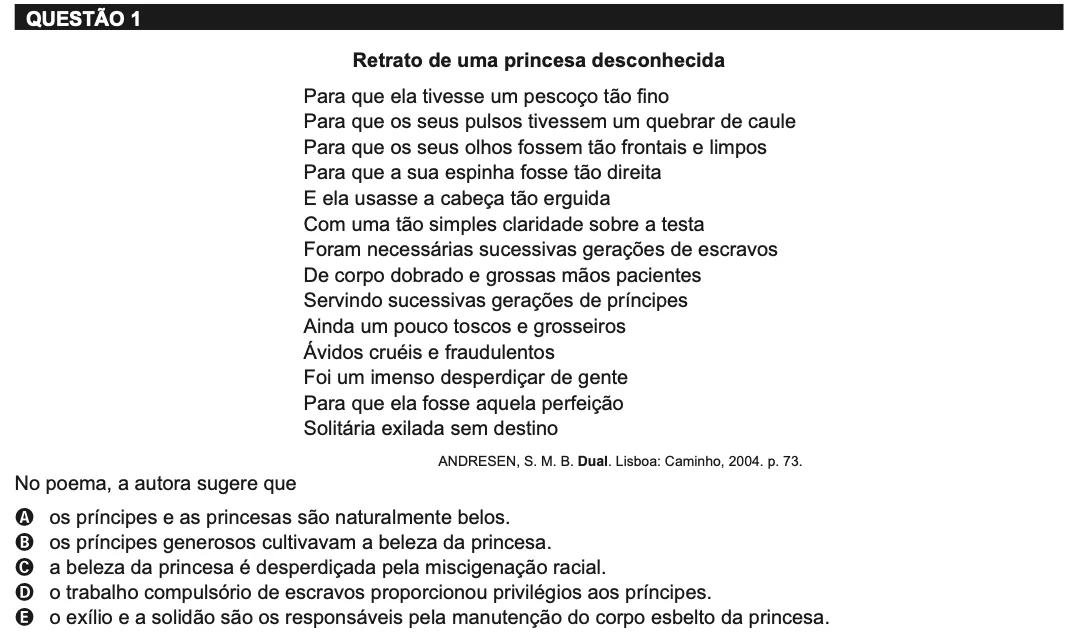 QUESTÃO 1
Retrato de uma princesa desconhecida
Para que ela tivesse um pescoço tão fino
Para que os seus pulsos tivessem um quebrar de caule
Para que os seus olhos fossem tão frontais e limpos
Para que a sua espinha fosse tão direita
E ela usasse a cabeça tão erguida
Com uma tão simples claridade sobre a testa
Foram necessárias sucessivas gerações de escravos
De corpo dobrado e grossas mãos pacientes
Servindo sucessivas gerações de príncipes
Ainda um pouco toscos e grosseiros
Ávidos cruéis e fraudulentos
Foi um imenso desperdiçar de gente
Para que ela fosse aquela perfeição
Solitária exilada sem destino
ANDRESEN, S. M. B. Dual. Lisboa: Caminho, 2004. p. 73.
No poema, a autora sugere que
A os príncipes e as princesas são naturalmente belos.
B os príncipes generosos cultivavam a beleza da princesa.
C a beleza da princesa é desperdiçada pela miscigenação racial.
D o trabalho compulsório de escravos proporcionou privilégios aos príncipes.
E o exílio e a solidão são os responsáveis pela manutenção do corpo esbelto da princesa.